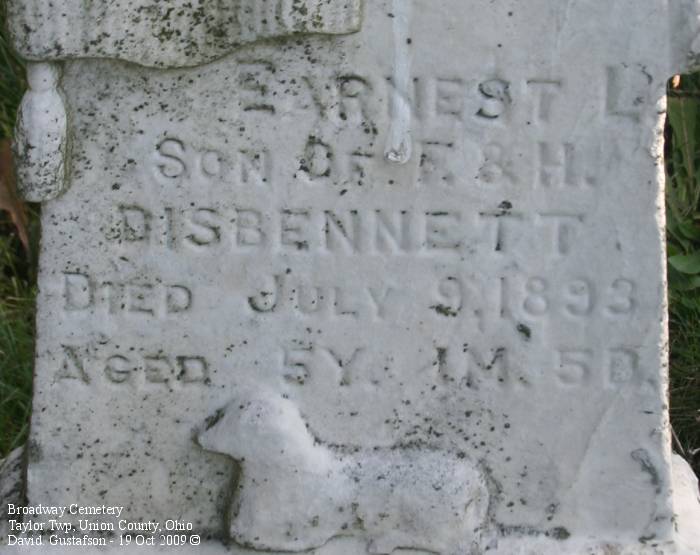 EARNEST L
SON OF F. & H.
DISBENNETT
DIED JULY 9, 1893
AGED 5Y. 1M. 5D.
Broadway Cemetery
Taylor Twp, Union County, Ohio
David. Gustafson - 19 Oct 2009 ©